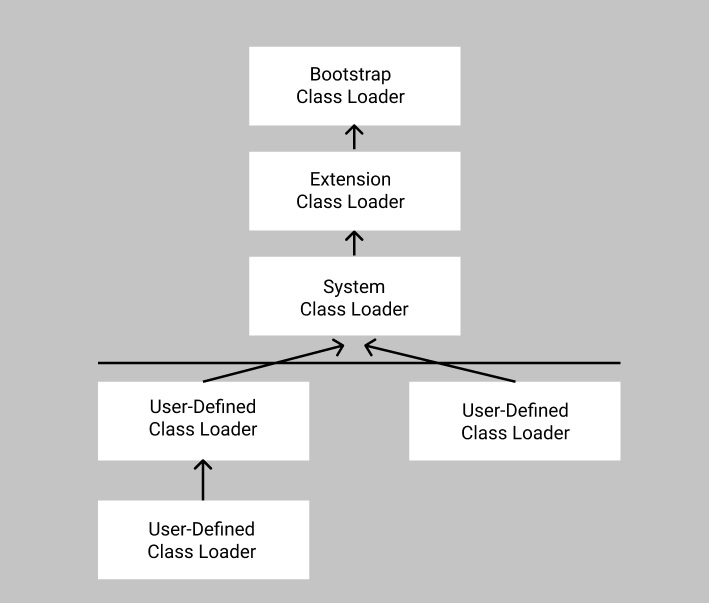 Bootstrap
Class Loader
Extension
Class Loader
System
Class Loader
User-Defined
Class Loader
User-Defined
Class Loader
User-Defined
Class Loader